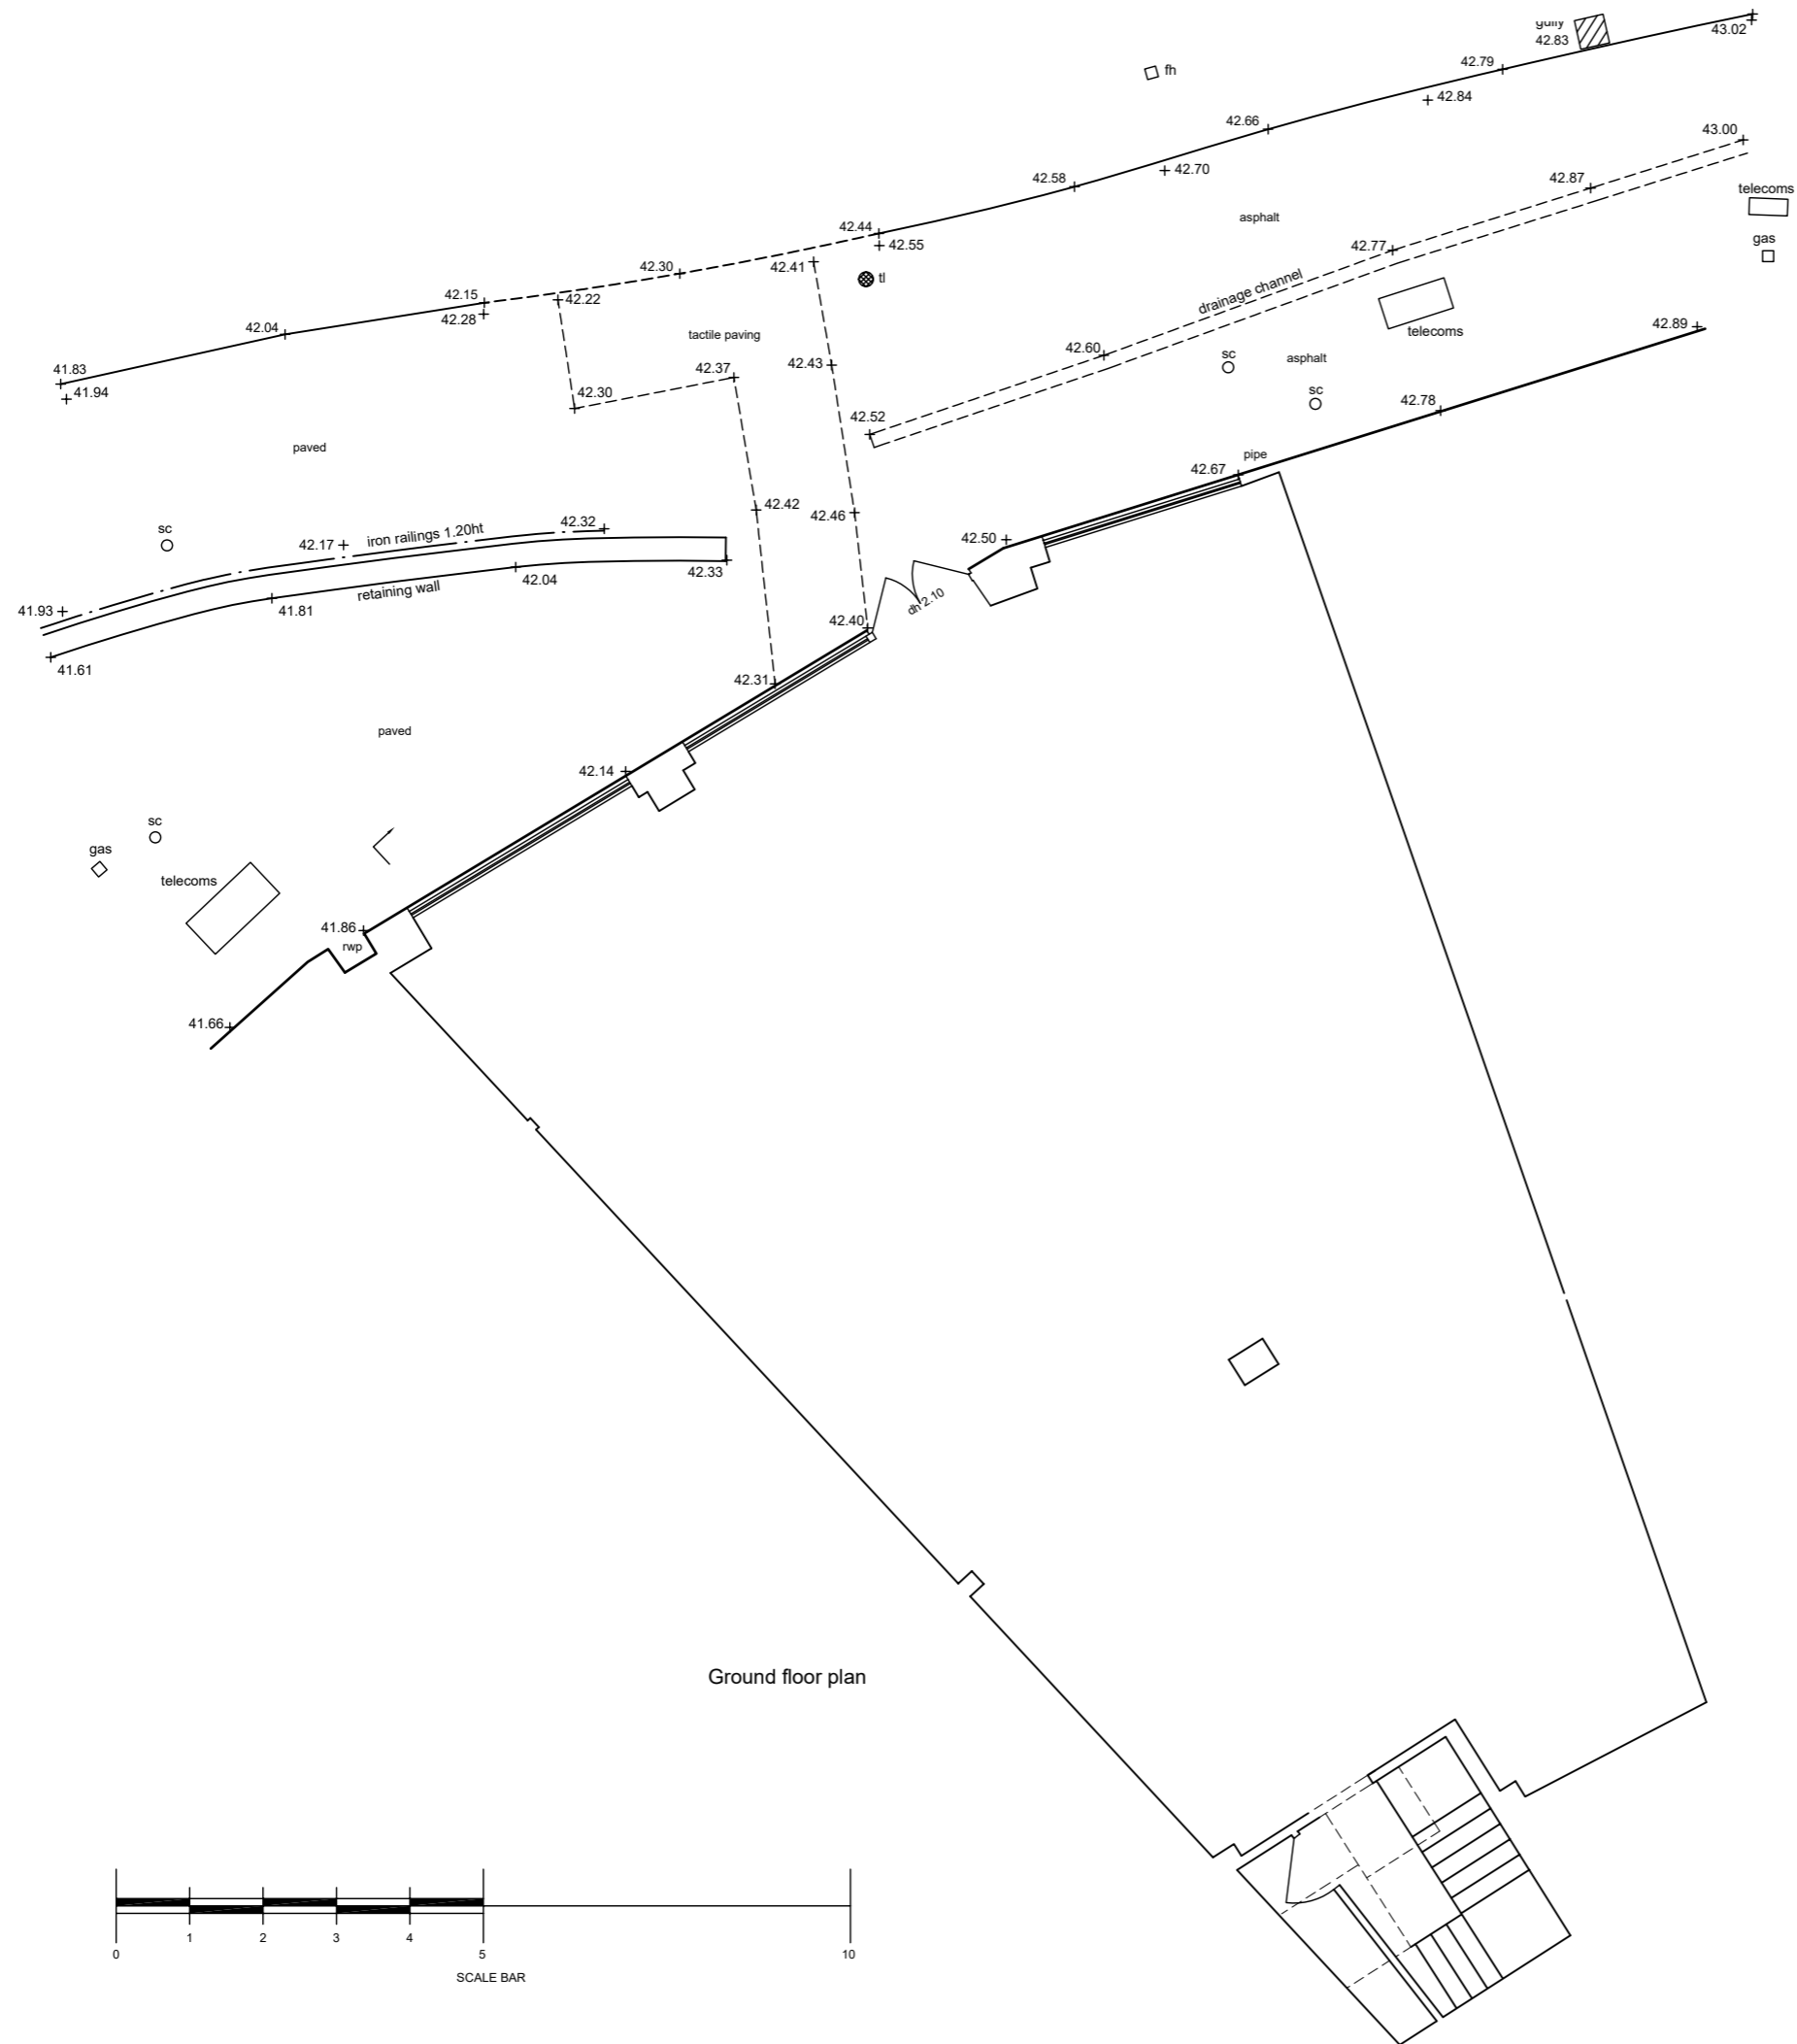 gully
42.83
43.02
42.79
fh
42.84
42.66
43.00
42.70
42.58
42.87
telecoms
asphalt
42.44
42.55
42.77
gas
42.30
42.41
tl
drainage channel
42.15
42.22
42.28
42.04
tactile paving
telecoms
42.89
42.60
sc
asphalt
42.43
42.37
41.83
41.94
sc
42.30
42.78
42.52
paved
pipe
42.67
42.42
42.46
sc
42.32
iron railings 1.20ht
42.17
42.50
42.33
42.04
retaining wall
dh 2.10
41.93
41.81
42.40
41.61
42.31
paved
42.14
sc
gas
telecoms
41.86
rwp
41.66
Ground floor plan
0 1 2 3 4 5 10
SCALE BAR